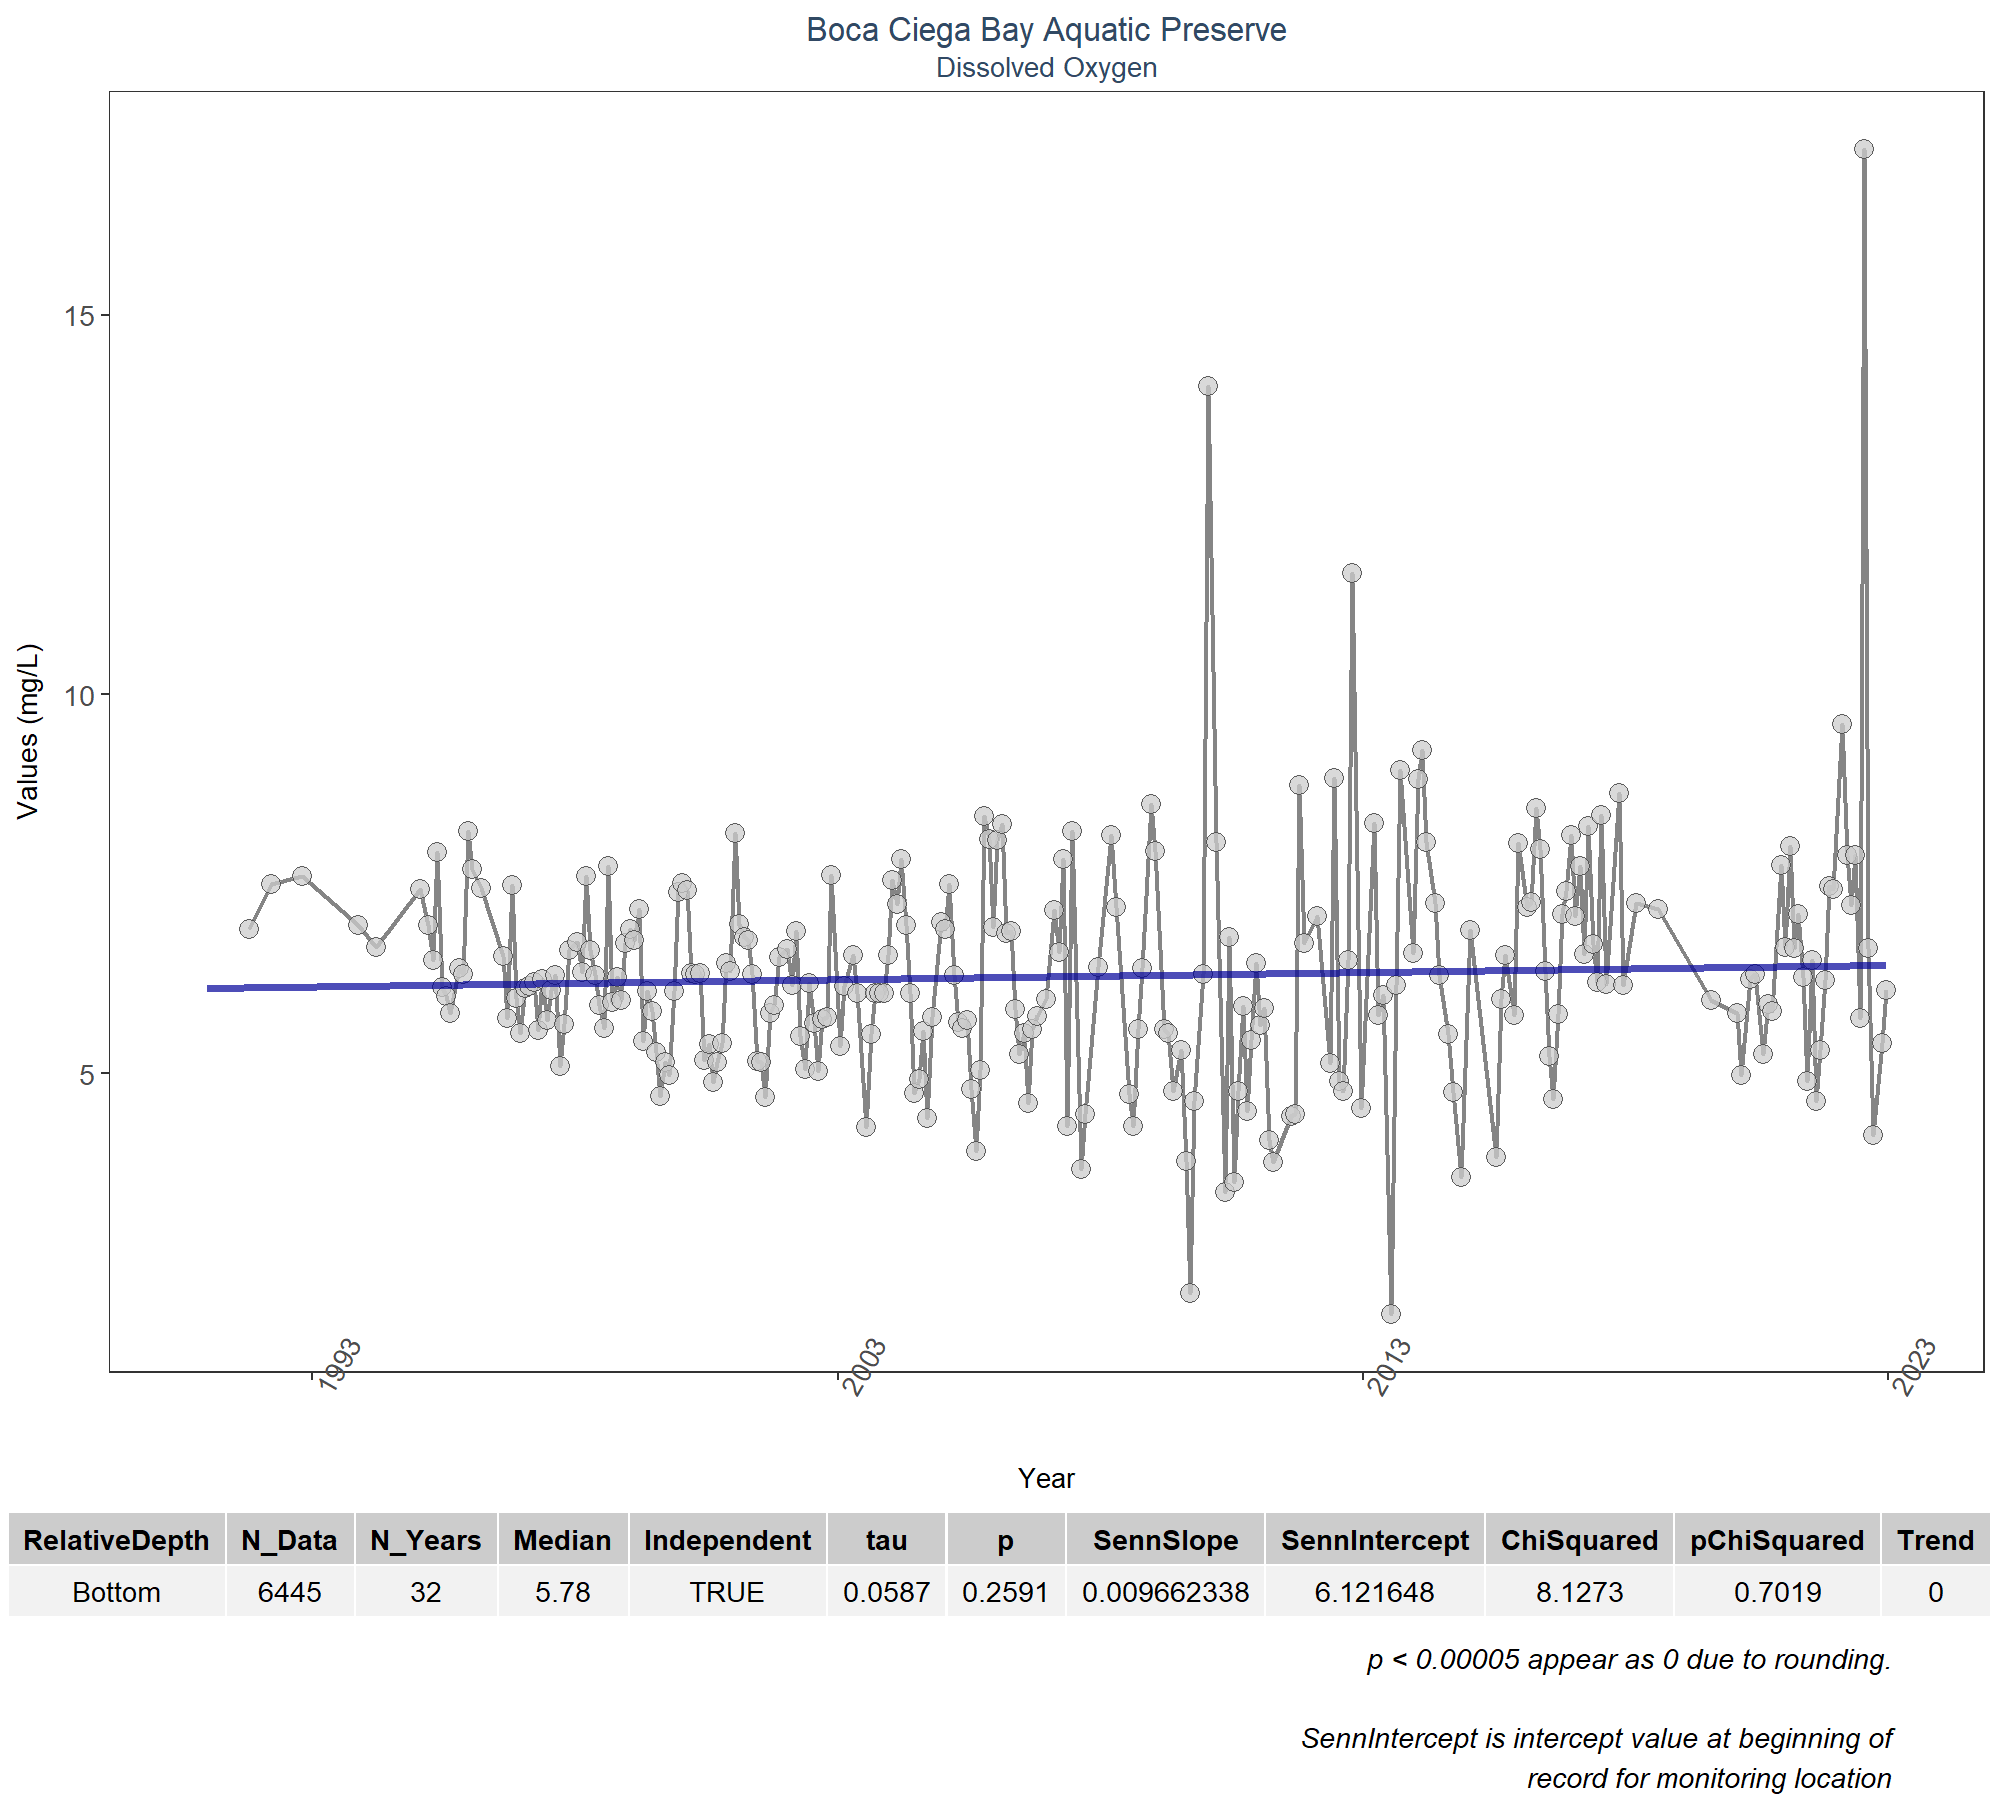 Boca Ciega Bay Aquatic Preserve
Dissolved Oxygen
15
10
5
Values (mg/L)
1993
2003
2013
2023
Year
RelativeDepth N_Data N_Years Median Independent tau p SennSlope SennIntercept ChiSquared pChiSquared Trend
Bottom 6445 32 5.78 TRUE 0.0587 0.2591 0.009662338 6.121648 8.1273 0.7019 0
p < 0.00005 appear as 0 due to rounding.
SennIntercept is intercept value at beginning of
record for monitoring location